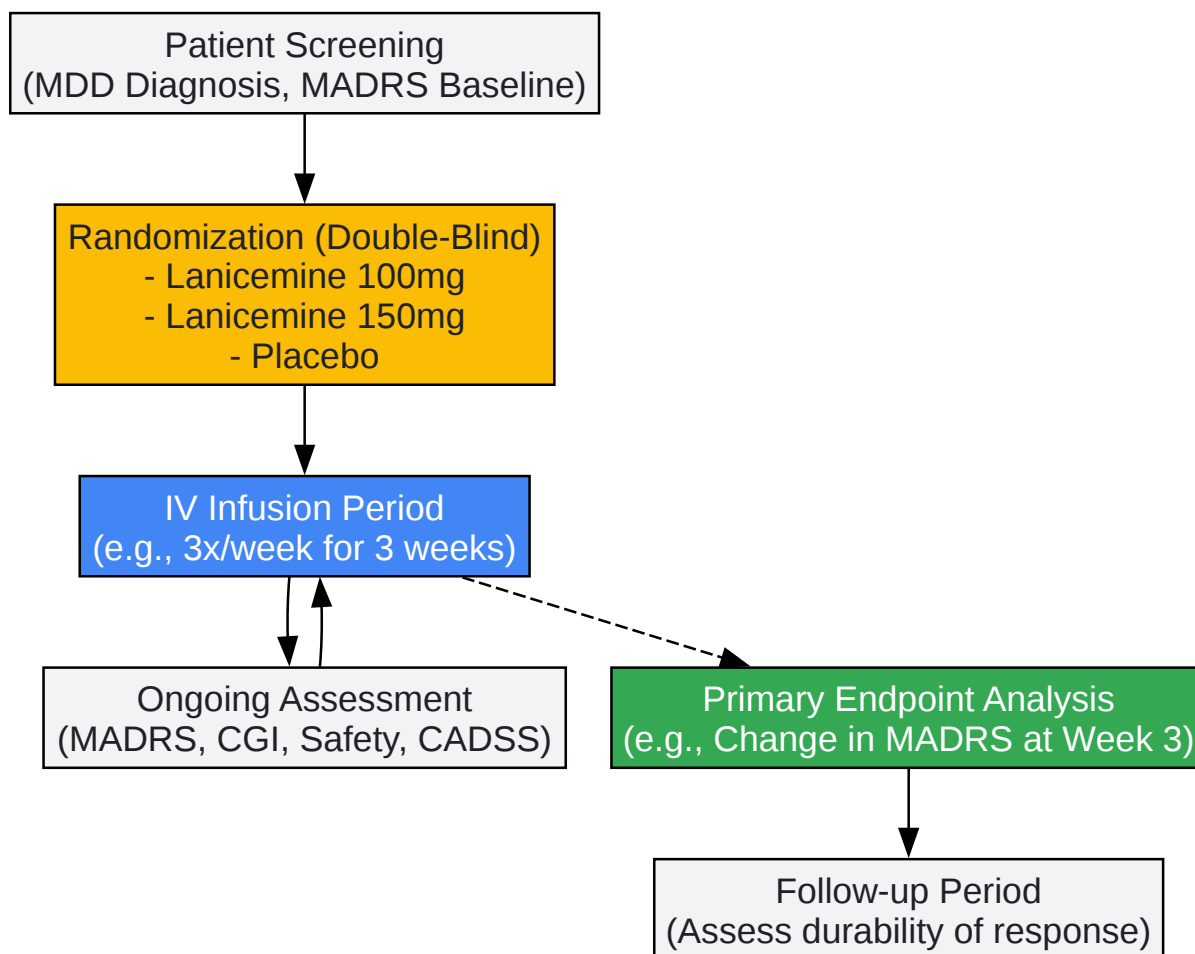 Patient Screening
(MDD Diagnosis, MADRS Baseline)
Randomization (Double-Blind)
- Lanicemine 100mg
- Lanicemine 150mg
- Placebo
IV Infusion Period
(e.g., 3x/week for 3 weeks)
Ongoing Assessment
(MADRS, CGI, Safety, CADSS)
Primary Endpoint Analysis
(e.g., Change in MADRS at Week 3)
Follow-up Period
(Assess durability of response)